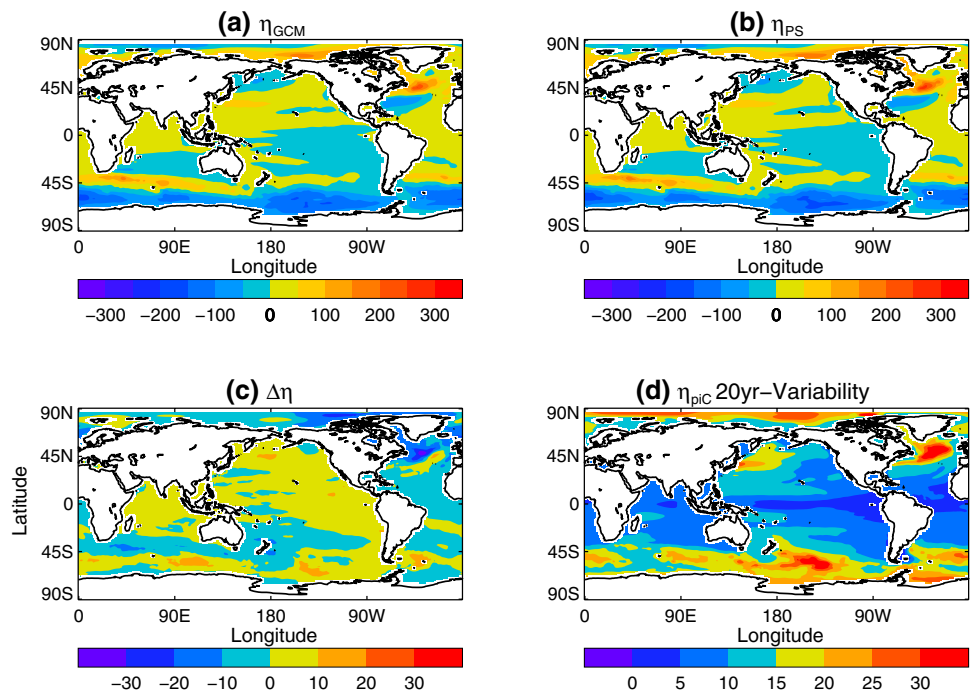 (a) ηGCM
90N
45N
0
45S
90S
0 90E 180 90W
Longitude
−300 −200 −100 0 100 200 300
(b) ηPS
90N
45N
0
45S
90S
0 90E 180 90W
Longitude
−300 −200 −100 0 100 200 300
(c) Δη
Latitude
90N
45N
0
45S
90S
0 90E 180 90W
Longitude
−30 −20 −10 0 10 20 30
(d) ηpiC 20yr−Variability
90N
45N
0
45S
90S
0 90E 180 90W
Longitude
0 5 10 15 20 25 30